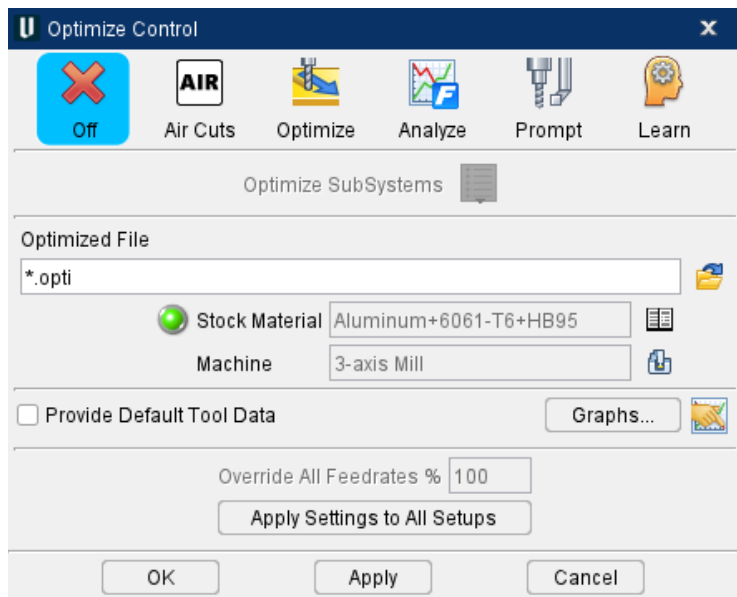 Optimize Control
AIR
F
Off Air Cuts Optimize Analyze Prompt Learn
Optimize SubSystems
Optimized File
*.opti
Stock Material Aluminum+6061-T6+HB95
Machine 3-axis Mill
Provide Default Tool Data Graphs...
Override All Feedrates % 100
Apply Settings to All Setups
OK Apply Cancel